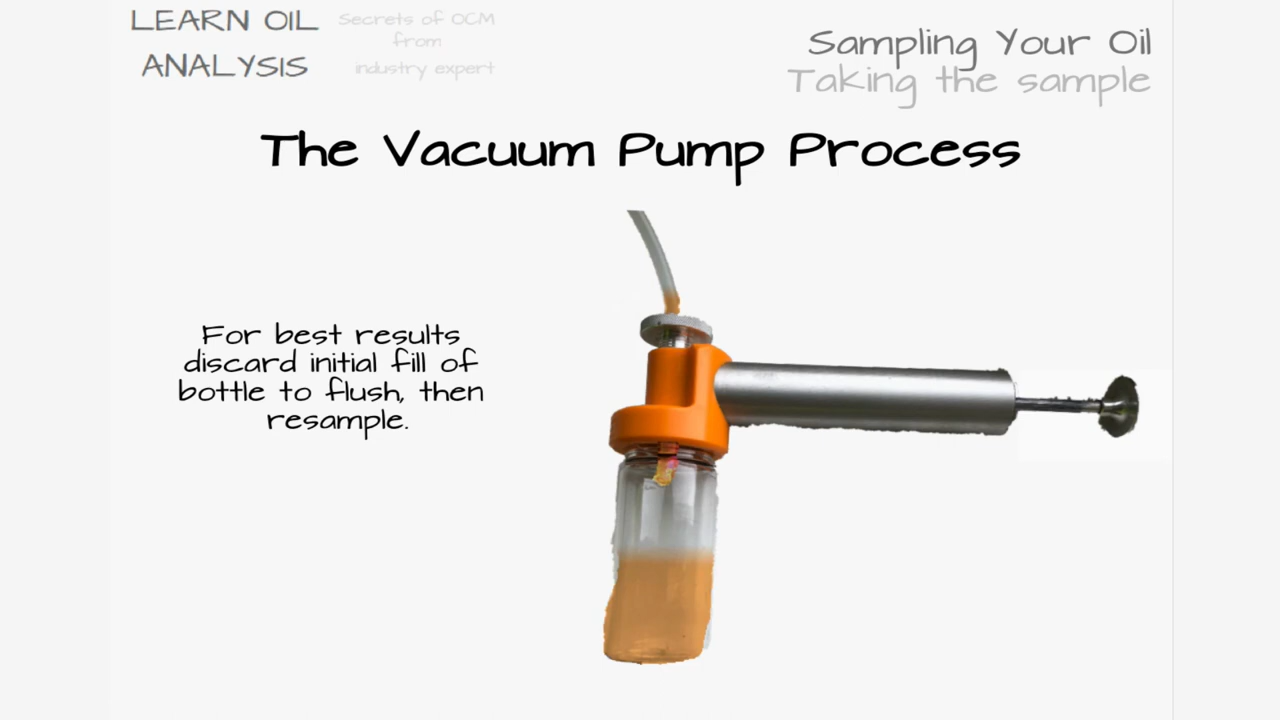 LEARN OIL
ANALYSIS
Secrets of OCM
from
industry expert
Sampling Your Oil
Taking the sample
The Vacuum Pump Process
For best results
discard initial fill of
bottle to flush, then
resample.